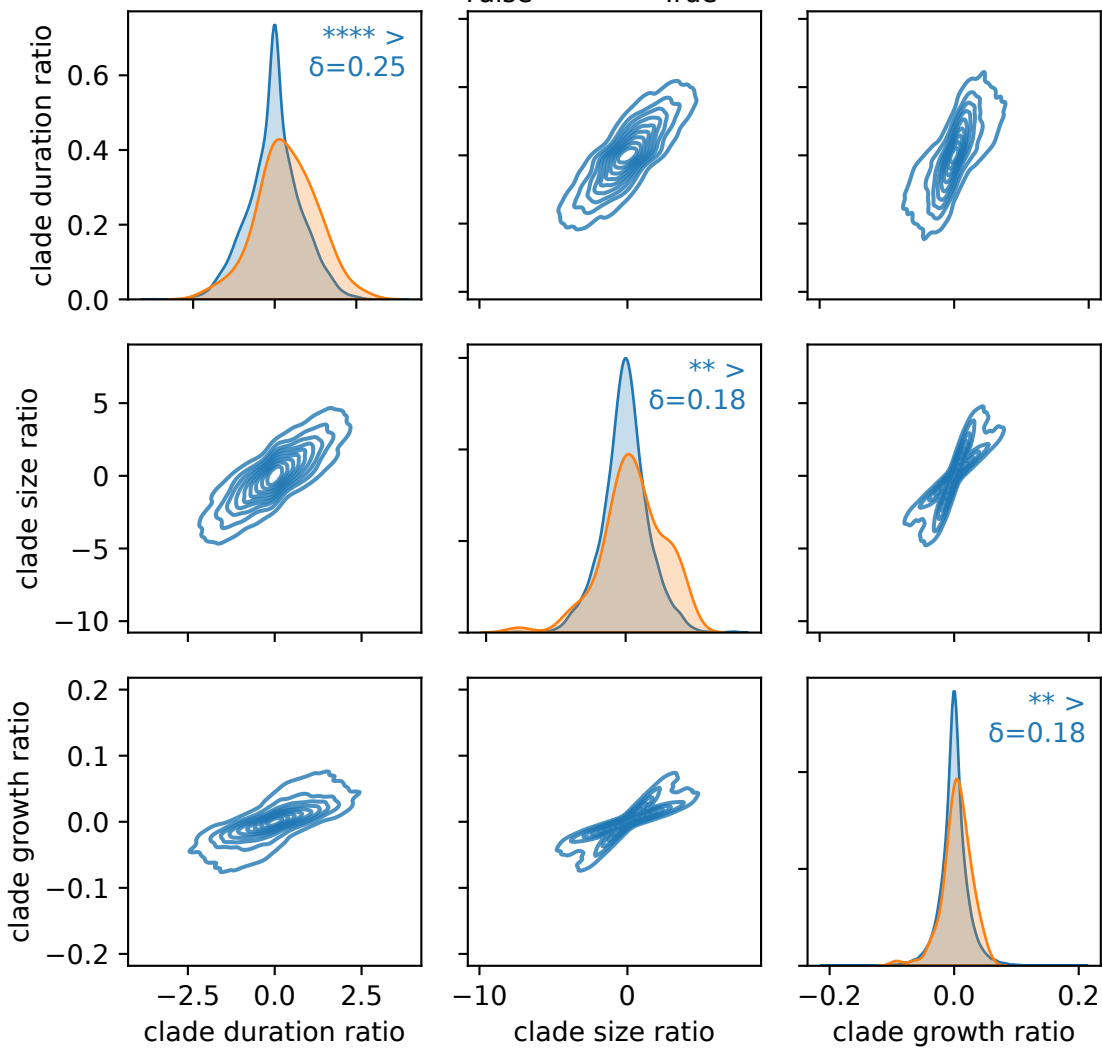 False True
clade duration ratio
0.6
0.4
0.2
0.0
**** >
δ=0.25
clade size ratio
5
0
−5
−10
** >
δ=0.18
clade growth ratio
0.2
0.1
0.0
−0.1
−0.2
** >
δ=0.18
−2.5 0.0 2.5
−10 0
−0.2 0.0 0.2
clade duration ratio
clade size ratio
clade growth ratio